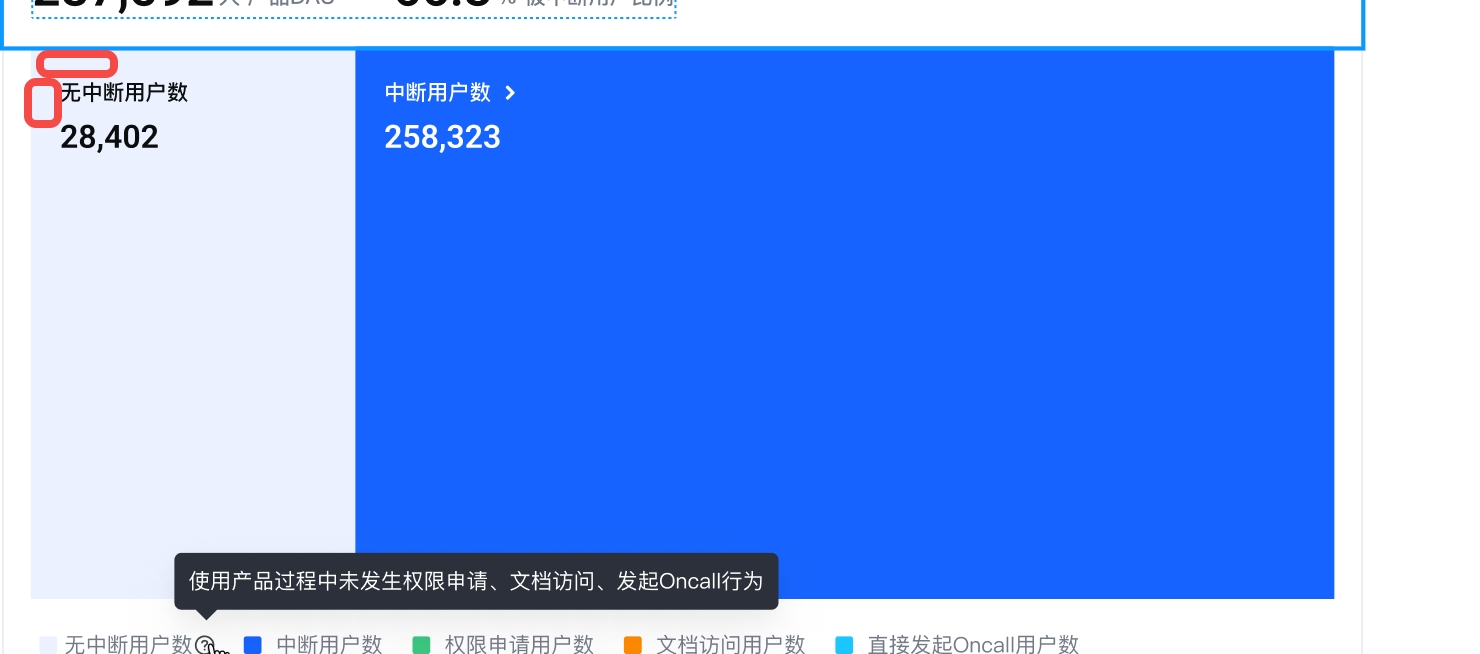 人 产品DAU % 被中断用户比例
无中断用户数
28,402
中断用户数
258,323
使用产品过程中未发生权限申请、文档访问、发起Oncall行为
无中断用户数 中断用户数 权限申请用户数 文档访问用户数 直接发起Oncall用户数